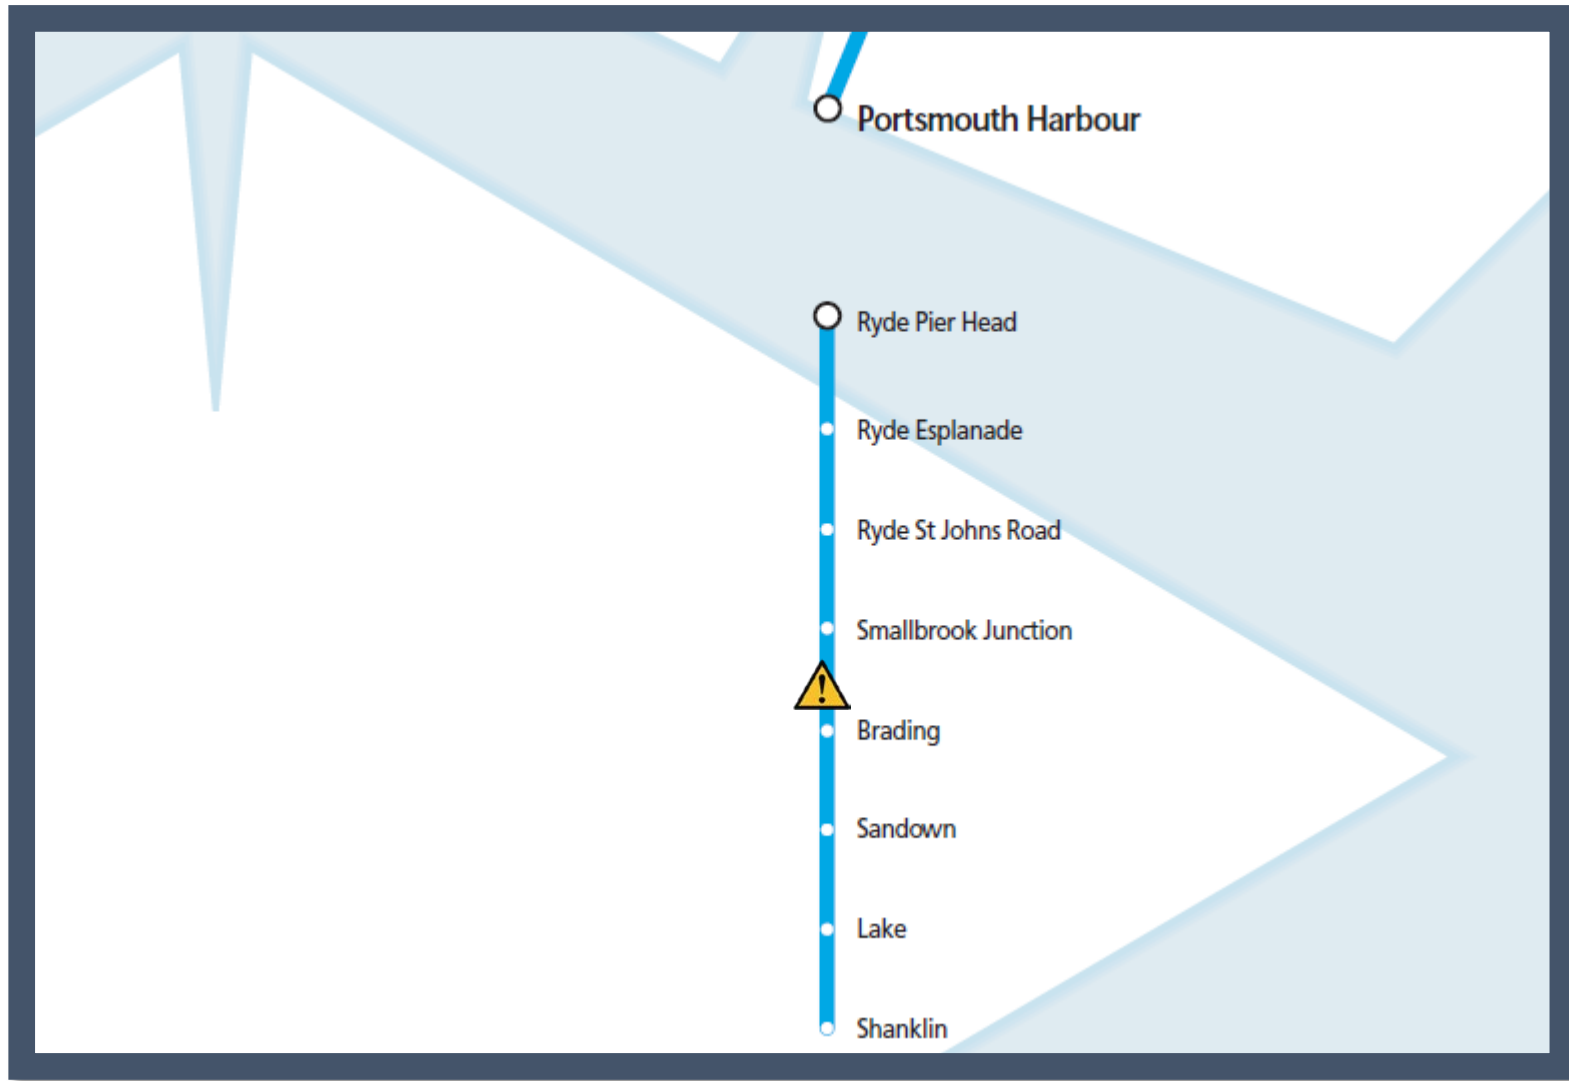 Portsmouth Harbour
Ryde Pier Head
Ryde Esplanade
Ryde St Johns Road
Smallbrook Junction
!
Brading
Sandown
Lake
Shanklin